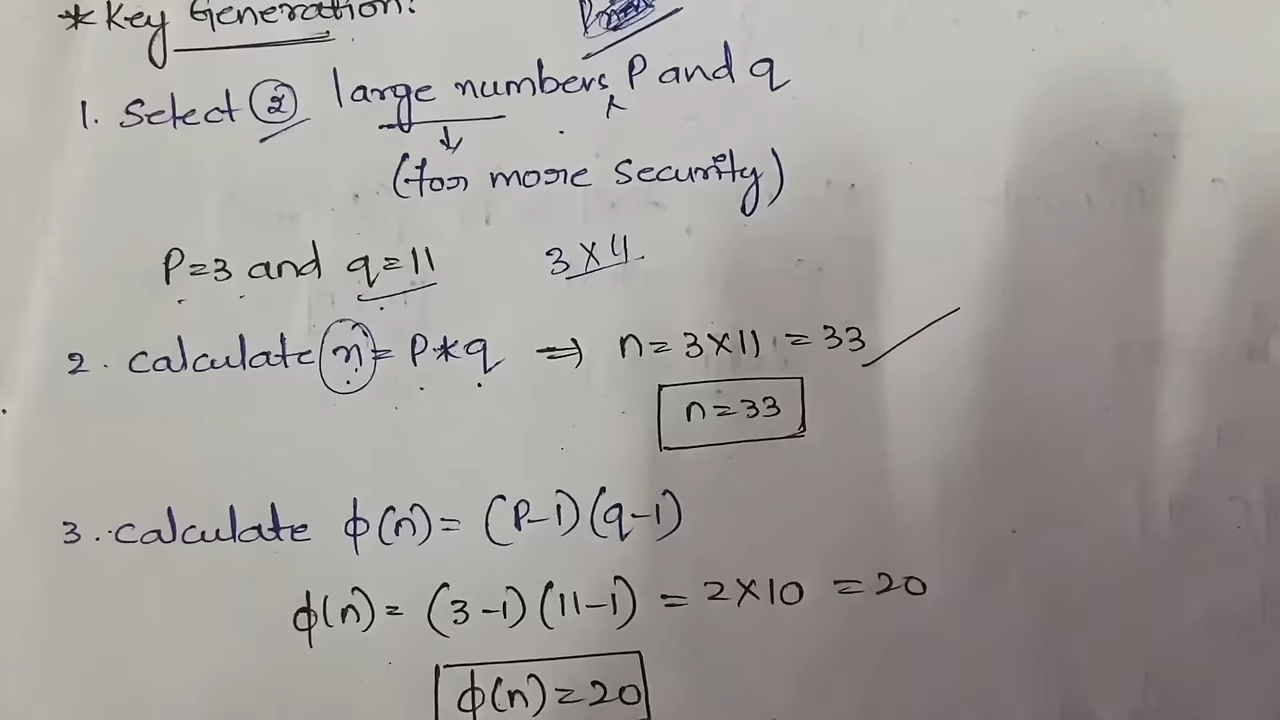 * Key Generation:
1. Select 2 large numbers P and q
(for more security)
P=3 and q=11 3×11
2. calculate n = P*q ⇒ n=3×11 = 33
n=33
3. calculate ϕ(n) = (P-1)(q-1)
ϕ(n) = (3-1)(11-1) = 2×10 = 20
ϕ(n)=20